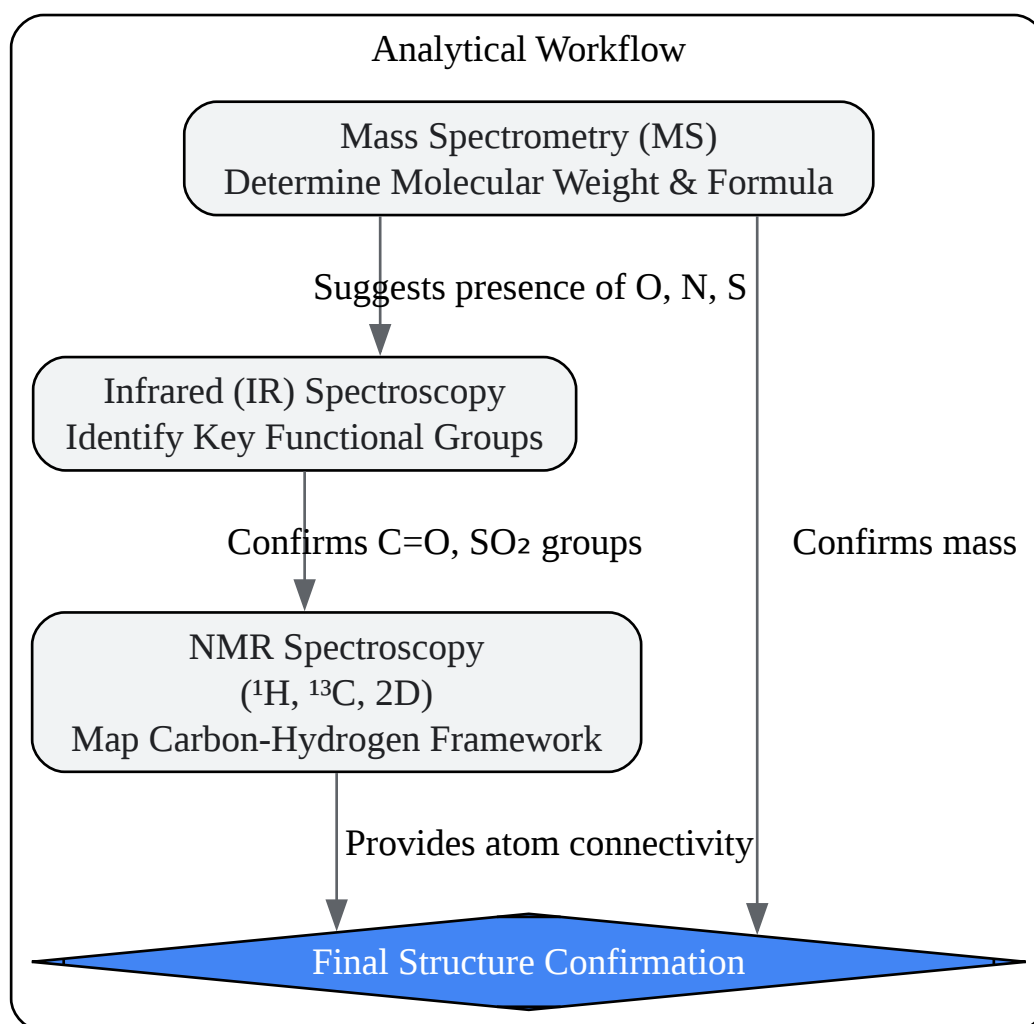 Analytical Workflow
Mass Spectrometry (MS)
Determine Molecular Weight & Formula
Suggests presence of O, N, S
Infrared (IR) Spectroscopy
Identify Key Functional Groups
Confirms C=O, SO₂ groups
Confirms mass
NMR Spectroscopy
(¹H, ¹³C, 2D)
Map Carbon-Hydrogen Framework
Provides atom connectivity
Final Structure Confirmation